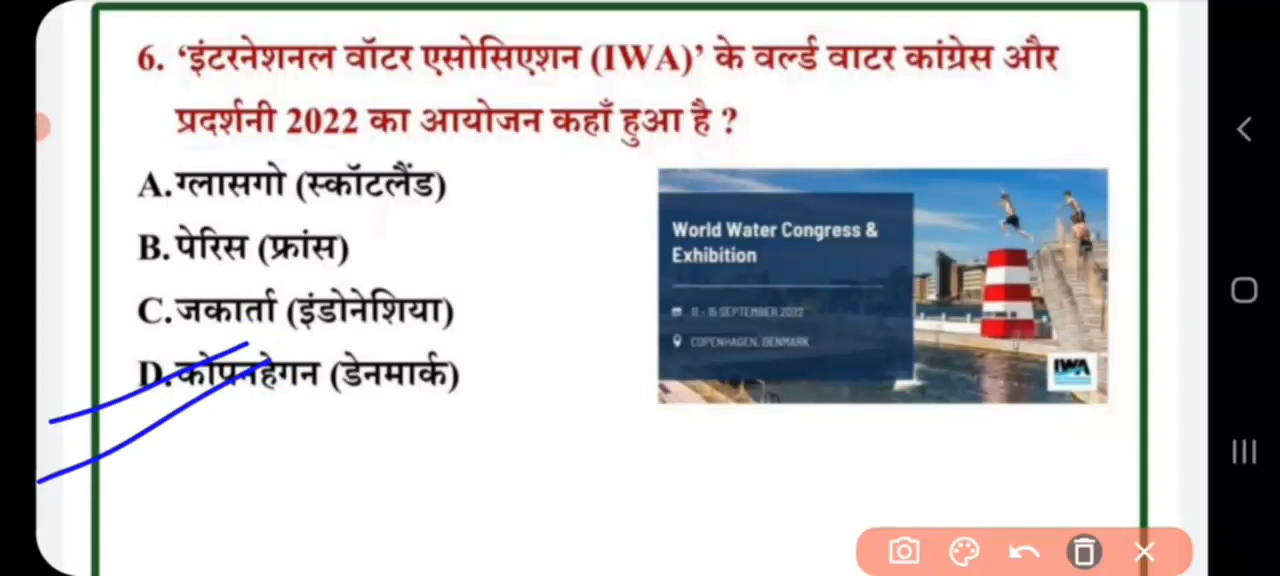 6. ‘इंटरनेशनल वॉटर एसोसिएशन (IWA)’ के वर्ल्ड वाटर कांग्रेस और
प्रदर्शनी 2022 का आयोजन कहाँ हुआ है ?
A. ग्लासगो (स्कॉटलैंड)
B. पेरिस (फ्रांस)
C. जकार्ता (इंडोनेशिया)
D. कोपनहेगन (डेनमार्क)
World Water Congress &
Exhibition
11 - 15 SEPTEMBER 2022
COPENHAGEN, DENMARK
IWA